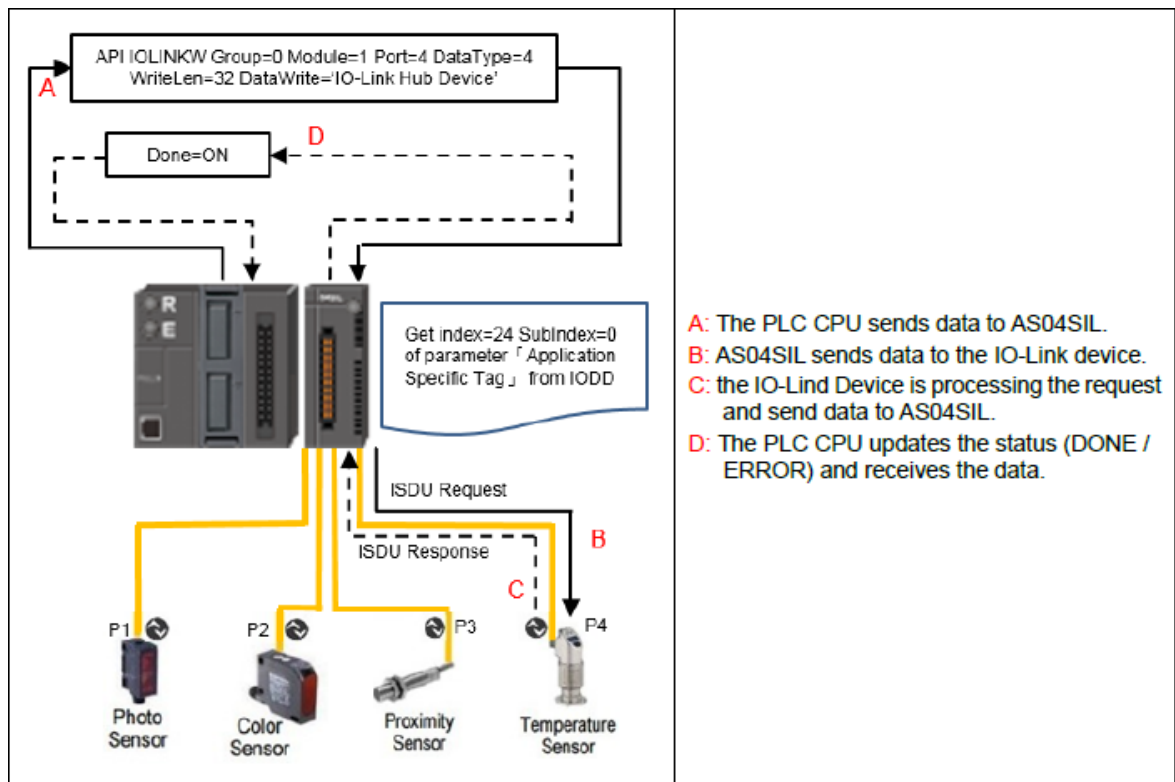 API IOLINKW Group=0 Module=1 Port=4 DataType=4
WriteLen=32 DataWrite='IO-Link Hub Device'
A
D
Done=ON
R
E
Get index=24 SubIndex=0
of parameter「Application
Specific Tag」 from IODD
ISDU Request
B
ISDU Response
C
P1
P2
P3
P4
Photo
Sensor
Color
Sensor
Proximity
Sensor
Temperature
Sensor
A: The PLC CPU sends data to AS04SIL.
B: AS04SIL sends data to the IO-Link device.
C: the IO-Lind Device is processing the request
and send data to AS04SIL.
D: The PLC CPU updates the status (DONE /
ERROR) and receives the data.